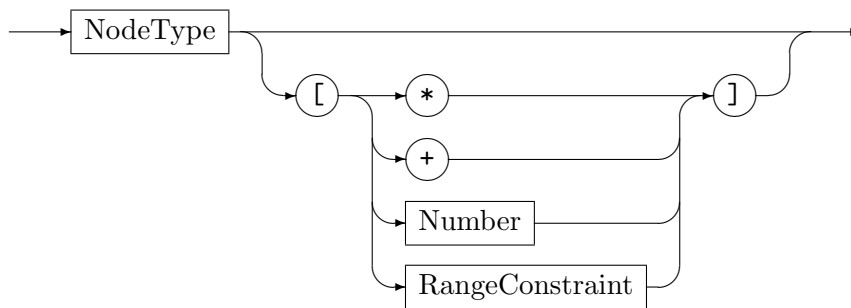 NodeType
[ * ]
+
Number
RangeConstraint